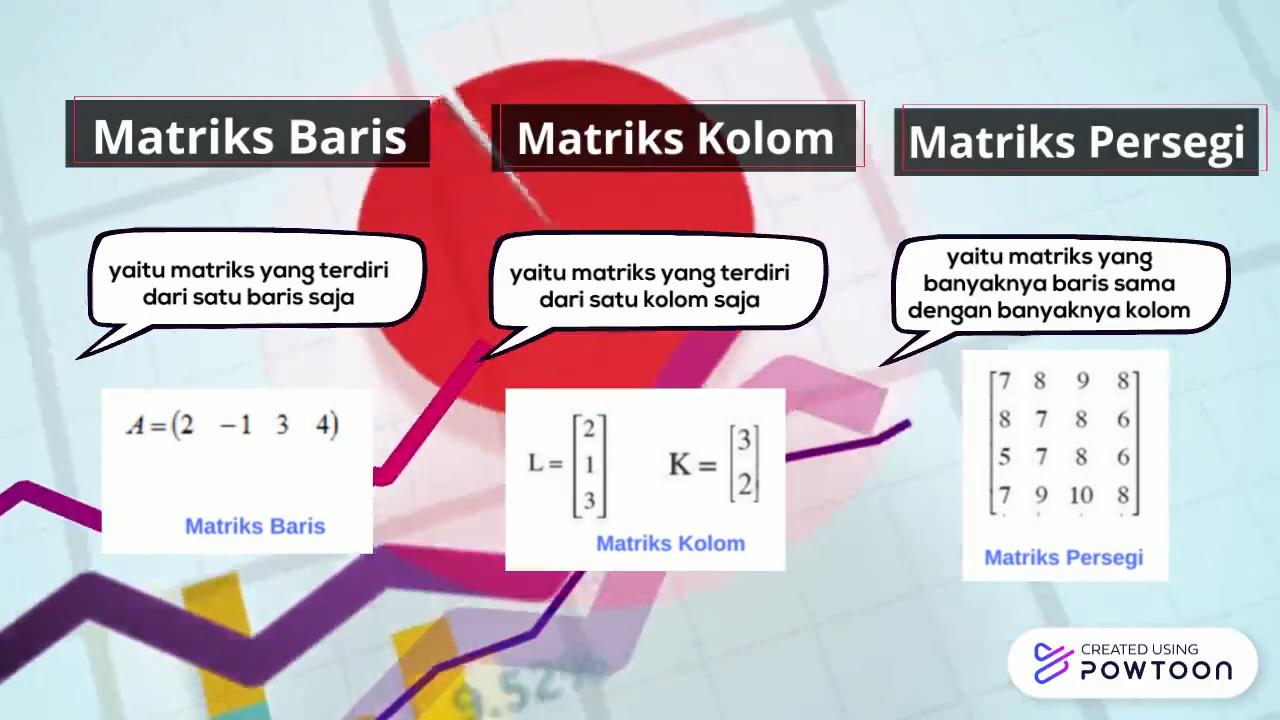 Matriks Baris
Matriks Kolom
Matriks Persegi
yaitu matriks yang terdiri
dari satu baris saja
yaitu matriks yang terdiri
dari satu kolom saja
yaitu matriks yang
banyaknya baris sama
dengan banyaknya kolom
A = (2 −1 3 4)
Matriks Baris
L = [2
1
3]
K = [3
2]
Matriks Kolom
[7 8 9 8]
8 7 8 6
5 7 8 6
[7 9 10 8]
Matriks Persegi
9.52%
CREATED USING
POWTOON